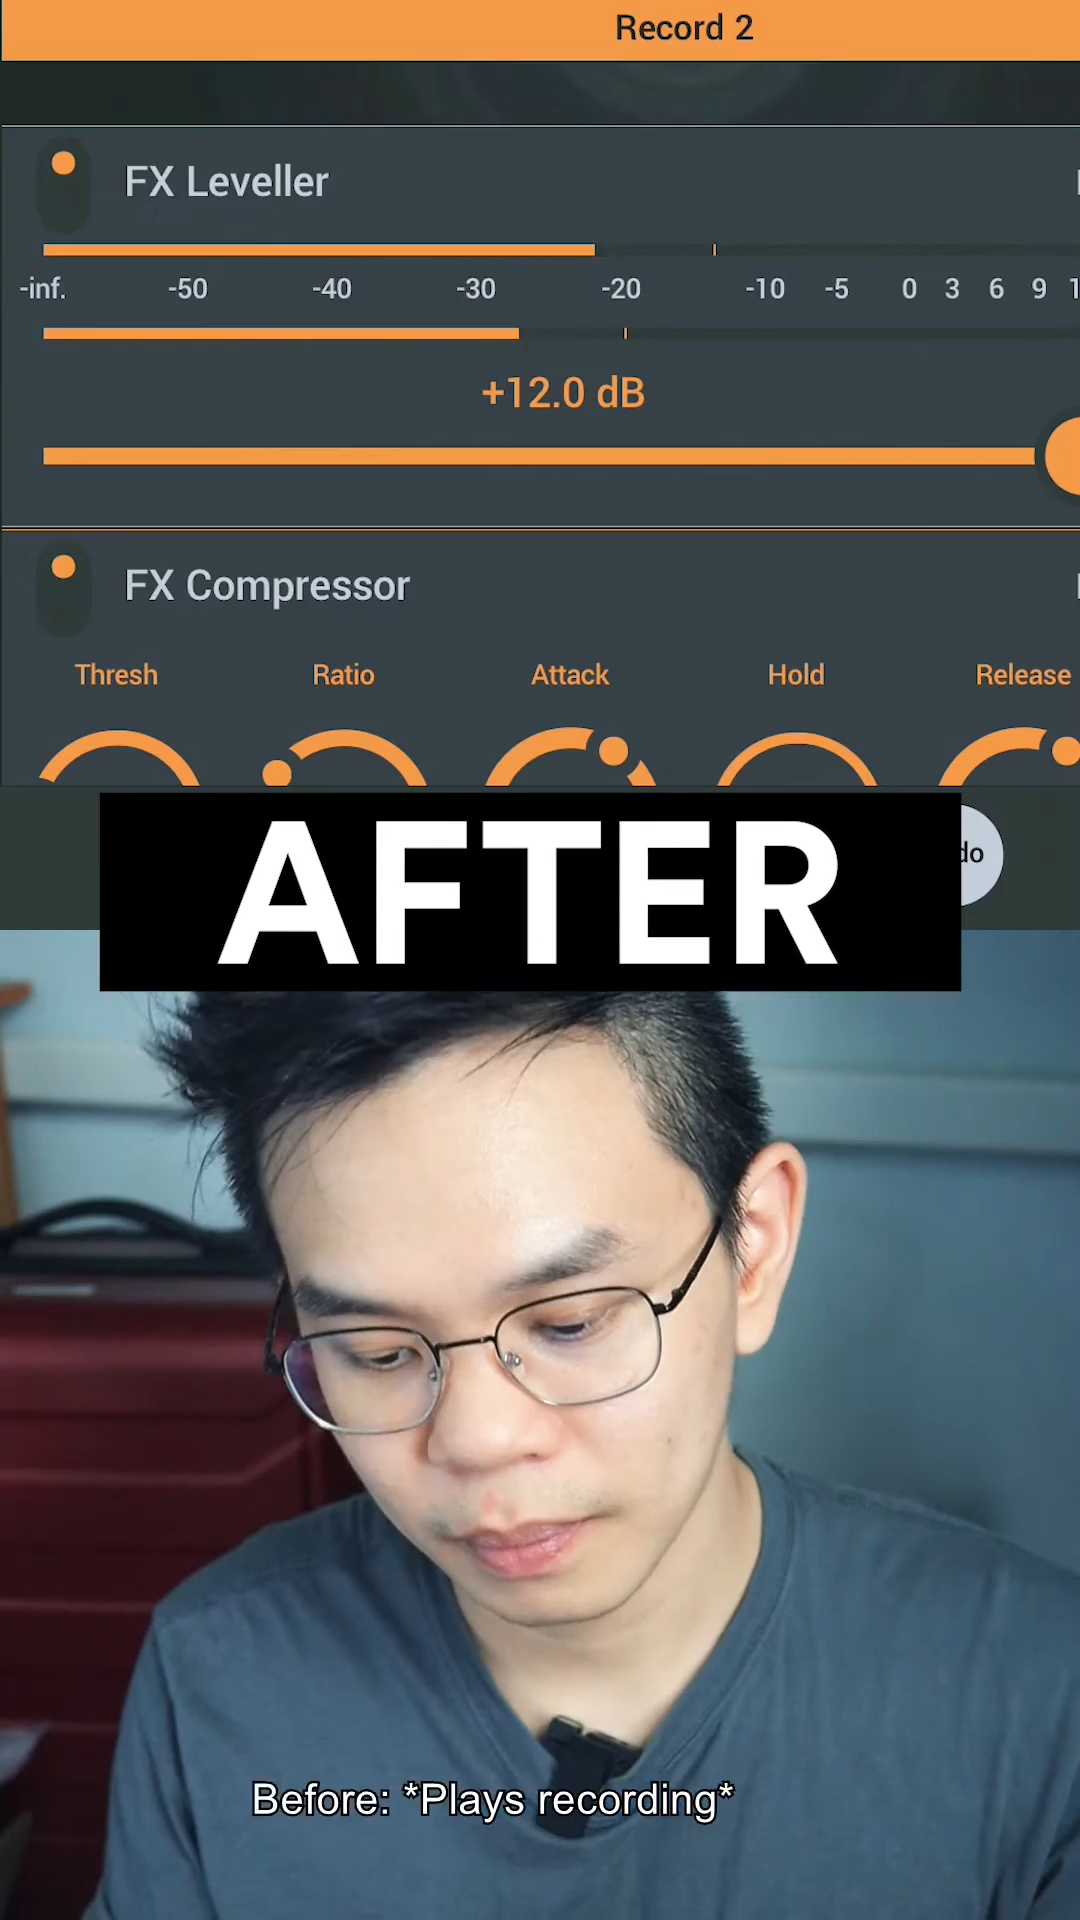 Record 2
FX Leveller
-inf. -50 -40 -30 -20 -10 -5 0 3 6 9
+12.0 dB
FX Compressor
Thresh Ratio Attack Hold Release
AFTER
do
Before: *Plays recording*